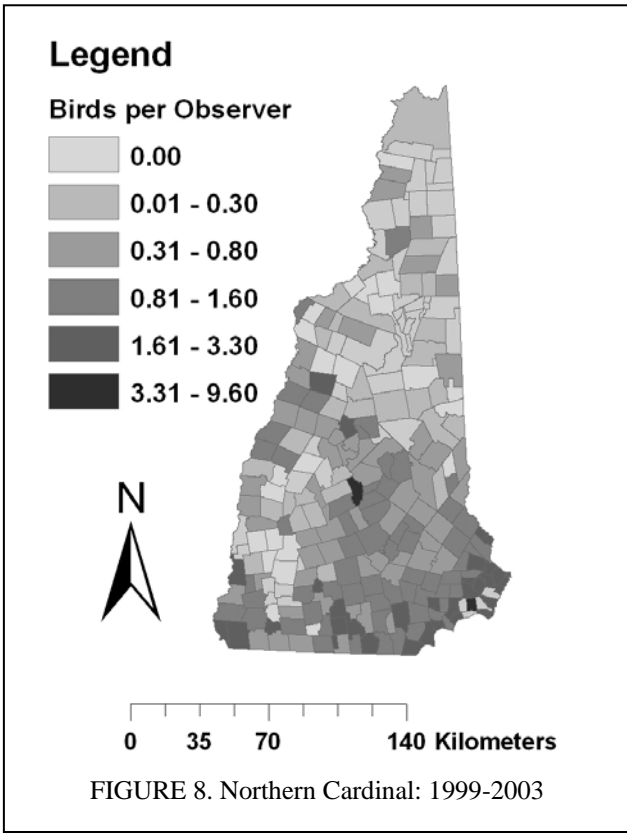 Legend
Birds per Observer
0.00
0.01 - 0.30
0.31 - 0.80
0.81 - 1.60
1.61 - 3.30
3.31 - 9.60
N
0 35 70 140 Kilometers
FIGURE 8. Northern Cardinal: 1999-2003